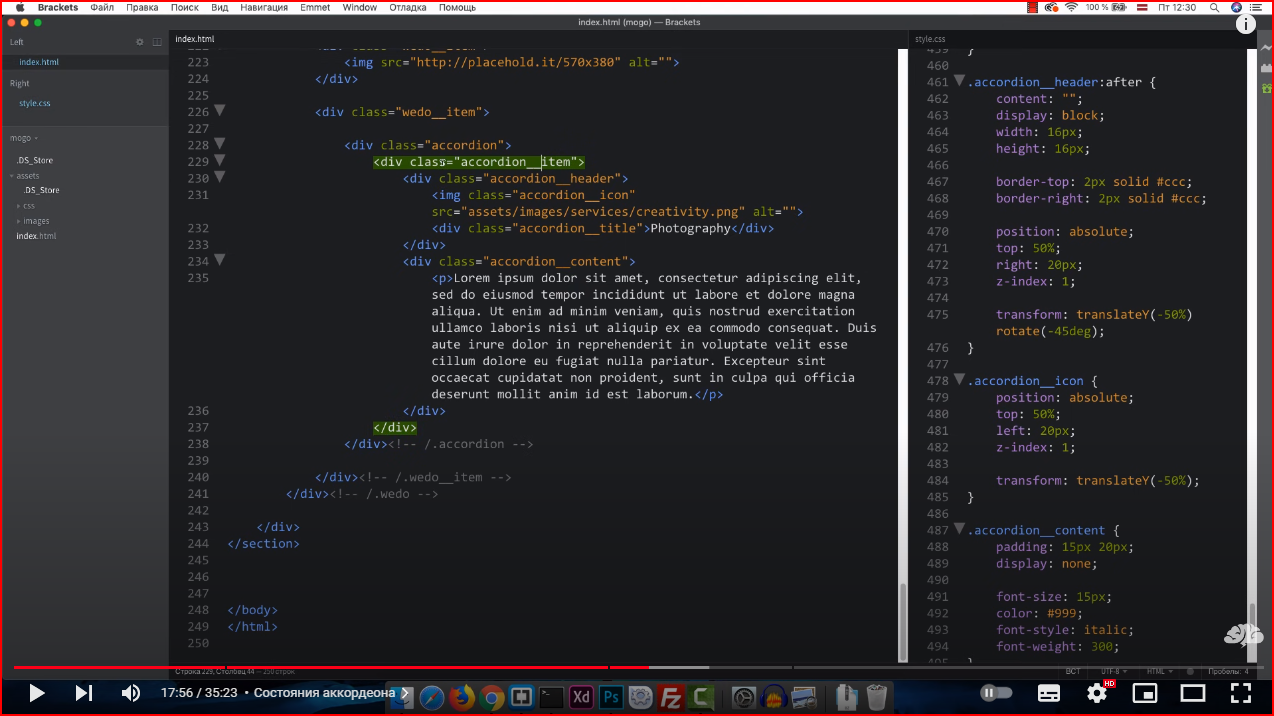 Brackets Файл Правка Поиск Вид Навигация Emmet Window Отладка Помощь 100 % Пт 12:30
index.html (mogo) — Brackets
Left
index.html
Right
style.css
mogo
.DS_Store
assets
.DS_Store
css
images
index.html
index.html
223 <img src="http://placehold.it/570x380" alt="">
224 </div>
225
226 <div class="wedo__item">
227
228 <div class="accordion">
229 <div class="accordion__item">
230 <div class="accordion__header">
231 <img class="accordion__icon"
src="assets/images/services/creativity.png" alt="">
232 <div class="accordion__title">Photography</div>
233 </div>
234 <div class="accordion__content">
235 <p>Lorem ipsum dolor sit amet, consectetur adipiscing elit,
sed do eiusmod tempor incididunt ut labore et dolore magna
aliqua. Ut enim ad minim veniam, quis nostrud exercitation
ullamco laboris nisi ut aliquip ex ea commodo consequat. Duis
aute irure dolor in reprehenderit in voluptate velit esse
cillum dolore eu fugiat nulla pariatur. Excepteur sint
occaecat cupidatat non proident, sunt in culpa qui officia
deserunt mollit anim id est laborum.</p>
236 </div>
237 </div>
238 </div><!-- /.accordion -->
239
240 </div><!-- /.wedo__item -->
241 </div><!-- /.wedo -->
242
243 </div>
244 </section>
245
246
247
248 </body>
249 </html>
250
style.css
460
461 .accordion__header:after {
462 content: "";
463 display: block;
464 width: 16px;
465 height: 16px;
466
467 border-top: 2px solid #ccc;
468 border-right: 2px solid #ccc;
469
470 position: absolute;
471 top: 50%;
472 right: 20px;
473 z-index: 1;
474
475 transform: translateY(-50%)
rotate(-45deg);
476 }
477
478 .accordion__icon {
479 position: absolute;
480 top: 50%;
481 left: 20px;
482 z-index: 1;
483
484 transform: translateY(-50%);
485 }
486
487 .accordion__content {
488 padding: 15px 20px;
489 display: none;
490
491 font-size: 15px;
492 color: #999;
493 font-style: italic;
494 font-weight: 300;
Строка 229, Столбец 44 — 250 строк
ВСТ UTF-8 HTML Пробелы: 4
17:56 / 35:23 • Состояния аккордеона
Xd Ps FZ C
HD